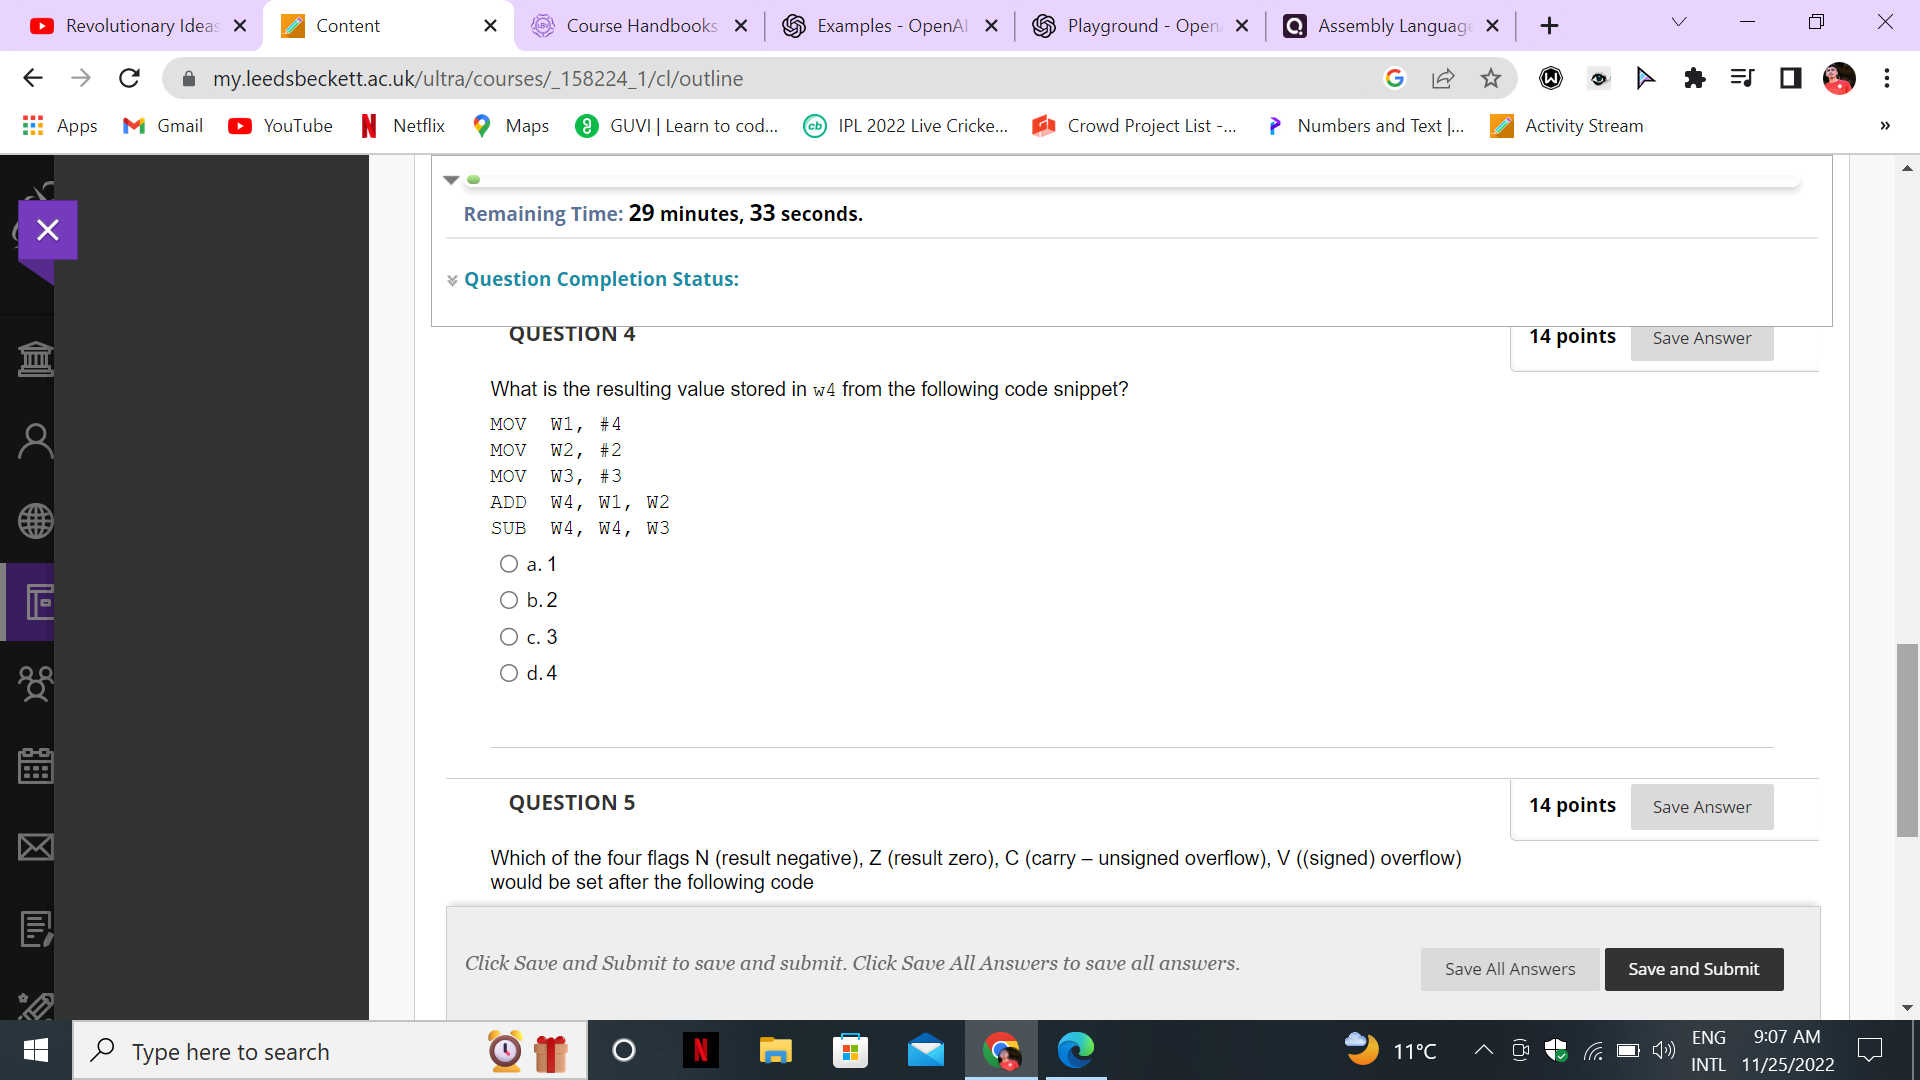 Revolutionary Ideas
Content
Course Handbooks
Examples - OpenAI
Playground - Open
Assembly Language
my.leedsbeckett.ac.uk/ultra/courses/_158224_1/cl/outline
Apps
Gmail
YouTube
Netflix
Maps
GUVI | Learn to cod...
IPL 2022 Live Cricke...
Crowd Project List -...
Numbers and Text |...
Activity Stream
»
Remaining Time: 29 minutes, 33 seconds.
Question Completion Status:
QUESTION 4
14 points
Save Answer
What is the resulting value stored in w4 from the following code snippet?
MOV W1, #4
MOV W2, #2
MOV W3, #3
ADD W4, W1, W2
SUB W4, W4, W3
a. 1
b. 2
c. 3
d. 4
QUESTION 5
14 points
Save Answer
Which of the four flags N (result negative), Z (result zero), C (carry – unsigned overflow), V ((signed) overflow)
would be set after the following code
Click Save and Submit to save and submit. Click Save All Answers to save all answers.
Save All Answers
Save and Submit
Type here to search
11°C
ENG
INTL
9:07 AM
11/25/2022